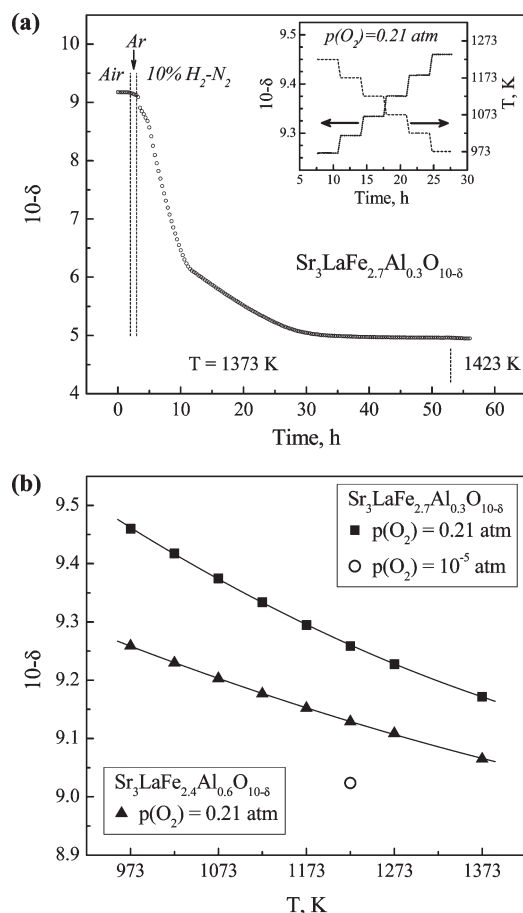 (a)
10
9
8
7
6
5
4
10-δ
Air
Ar
10% H₂-N₂
p(O₂)=0.21 atm
9.5
9.4
9.3
10-δ
1273
1173
1073
973
T, K
5 10 15 20 25 30
Time, h
Sr₃LaFe₂.₇Al₀.₃O₁₀₋δ
T = 1373 K
1423 K
0 10 20 30 40 50 60
Time, h
(b)
9.5
9.4
9.3
9.2
9.1
9.0
8.9
10-δ
Sr₃LaFe₂.₇Al₀.₃O₁₀₋δ
p(O₂) = 0.21 atm
p(O₂) = 10⁻⁵ atm
Sr₃LaFe₂.₄Al₀.₆O₁₀₋δ
p(O₂) = 0.21 atm
973 1073 1173 1273 1373
T, K